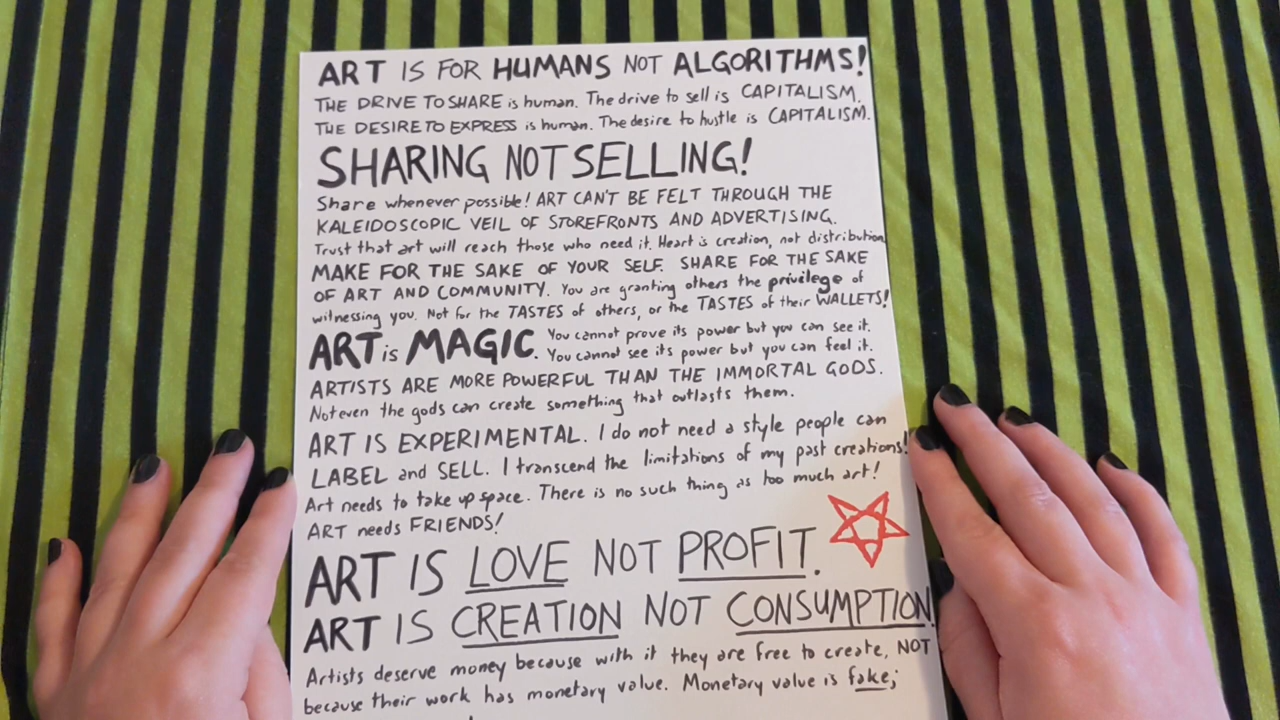 ART IS FOR HUMANS NOT ALGORITHMS!
THE DRIVE TO SHARE is human. The drive to sell is CAPITALISM.
THE DESIRE TO EXPRESS is human. The desire to hustle is CAPITALISM.
SHARING NOT SELLING!
Share whenever possible! ART CAN'T BE FELT THROUGH THE
KALEIDOSCOPIC VEIL OF STOREFRONTS AND ADVERTISING.
Trust that art will reach those who need it. Heart is creation, not distribution
MAKE FOR THE SAKE OF YOUR SELF. SHARE FOR THE SAKE
OF ART AND COMMUNITY. You are granting others the privilege of
witnessing you. Not for the TASTES of others, or the TASTES of their WALLETS!
ART is MAGIC. You cannot prove its power but you can see it.
You cannot see its power but you can feel it.
ARTISTS ARE MORE POWERFUL THAN THE IMMORTAL GODS.
Not even the gods can create something that outlasts them.
ART IS EXPERIMENTAL. I do not need a style people can
LABEL and SELL. I transcend the limitations of my past creations!
Art needs to take up space. There is no such thing as too much art!
ART needs FRIENDS!
ART IS LOVE NOT PROFIT.
ART IS CREATION NOT CONSUMPTION.
Artists deserve money because with it they are free to create, NOT
because their work has monetary value. Monetary value is fake;